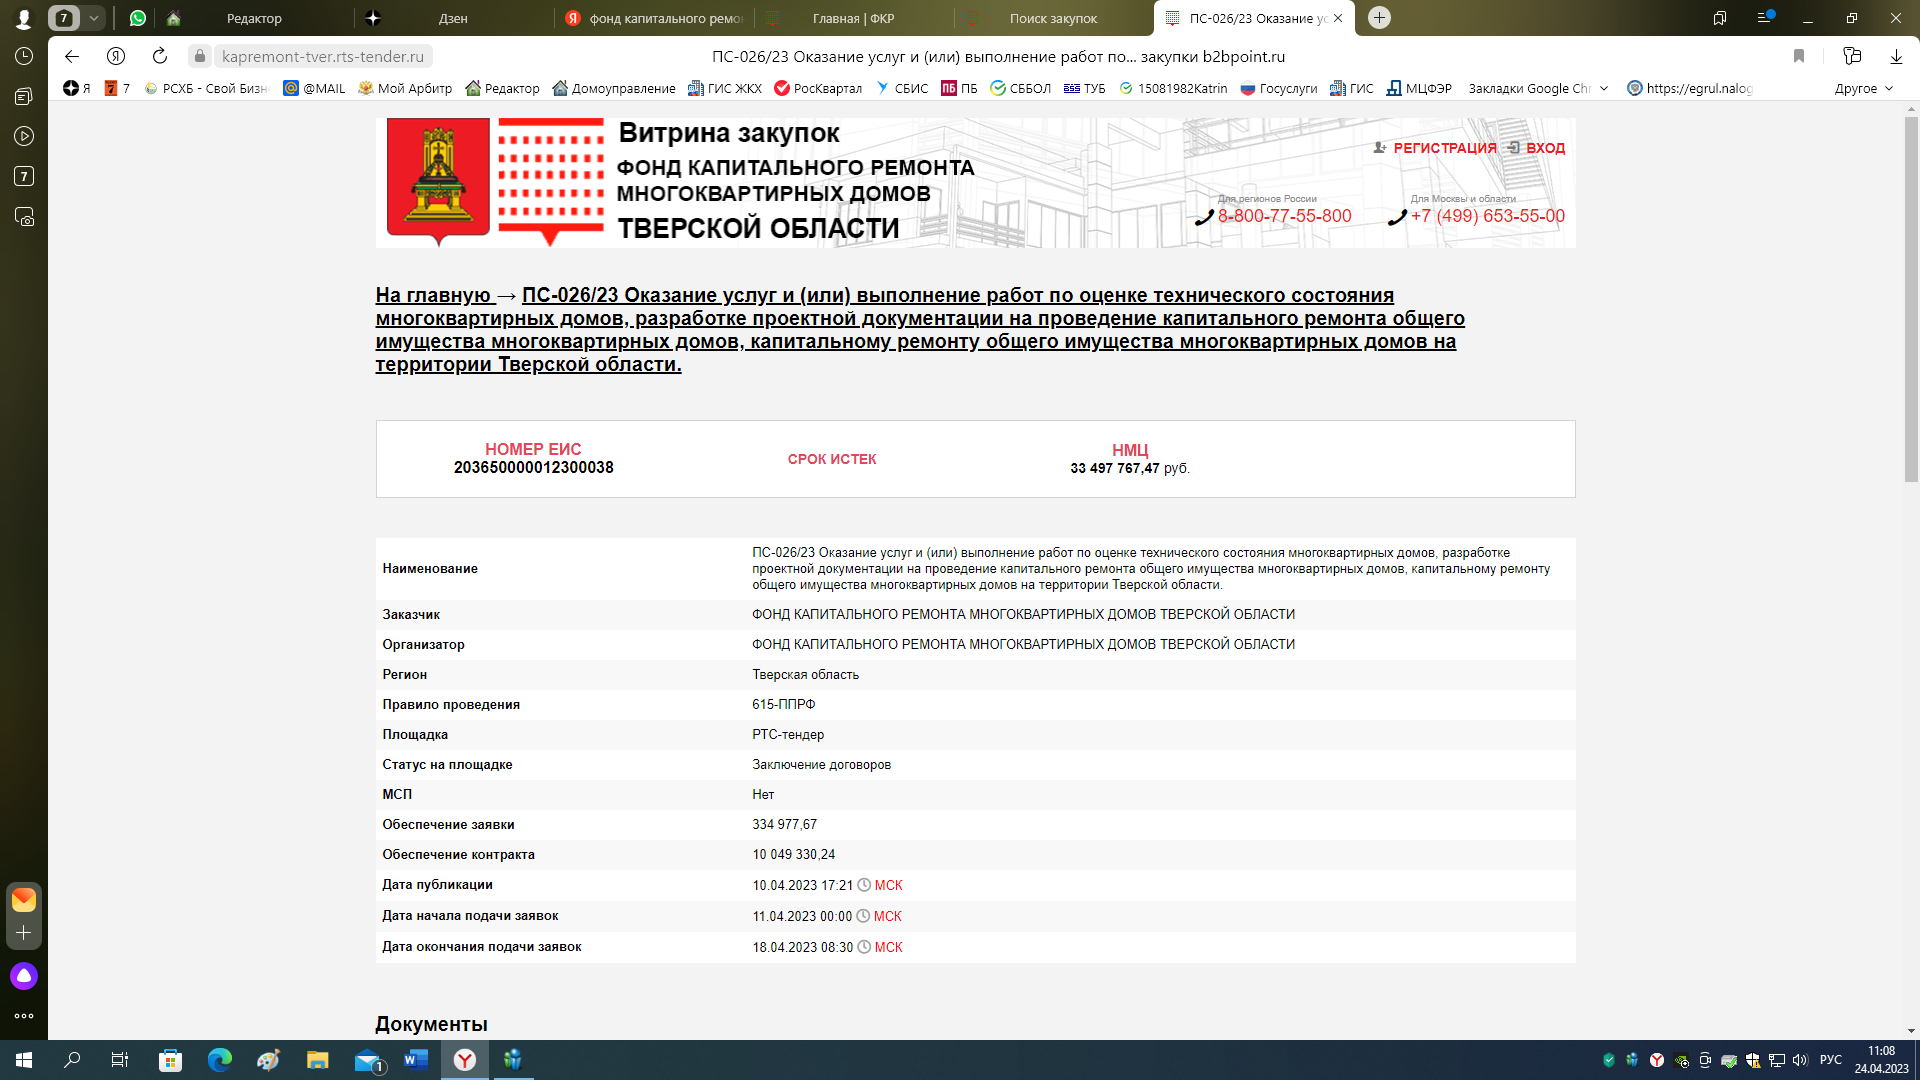 7
Редактор
Дзен
фонд капитального ремо
Главная | ФКР
Поиск закупок
ПС-026/23 Оказание ус
kapremont-tver.rts-tender.ru
ПС-026/23 Оказание услуг и (или) выполнение работ по... закупки b2bpoint.ru
Я
7
РСХБ - Свой Бизн
@MAIL
Мой Арбитр
Редактор
Домоуправление
ГИС ЖКХ
РосКвартал
СБИС
ПБ ПБ
СББОЛ
ТУБ
15081982Katrin
Госуслуги
ГИС
МЦФЭР
Закладки Google Chr
https://egrul.nalog
Другое
7
Витрина закупок
ФОНД КАПИТАЛЬНОГО РЕМОНТА
МНОГОКВАРТИРНЫХ ДОМОВ
ТВЕРСКОЙ ОБЛАСТИ
РЕГИСТРАЦИЯ ВХОД
Для регионов России
8-800-77-55-800
Для Москвы и области
+7 (499) 653-55-00
На главную → ПС-026/23 Оказание услуг и (или) выполнение работ по оценке технического состояния
многоквартирных домов, разработке проектной документации на проведение капитального ремонта общего
имущества многоквартирных домов, капитальному ремонту общего имущества многоквартирных домов на
территории Тверской области.
НОМЕР ЕИС
203650000012300038
СРОК ИСТЕК
НМЦ
33 497 767,47 руб.
Наименование
ПС-026/23 Оказание услуг и (или) выполнение работ по оценке технического состояния многоквартирных домов, разработке
проектной документации на проведение капитального ремонта общего имущества многоквартирных домов, капитальному ремонту
общего имущества многоквартирных домов на территории Тверской области.
Заказчик ФОНД КАПИТАЛЬНОГО РЕМОНТА МНОГОКВАРТИРНЫХ ДОМОВ ТВЕРСКОЙ ОБЛАСТИ
Организатор ФОНД КАПИТАЛЬНОГО РЕМОНТА МНОГОКВАРТИРНЫХ ДОМОВ ТВЕРСКОЙ ОБЛАСТИ
Регион Тверская область
Правило проведения 615-ППРФ
Площадка РТС-тендер
Статус на площадке Заключение договоров
МСП Нет
Обеспечение заявки 334 977,67
Обеспечение контракта 10 049 330,24
Дата публикации 10.04.2023 17:21 МСК
Дата начала подачи заявок 11.04.2023 00:00 МСК
Дата окончания подачи заявок 18.04.2023 08:30 МСК
Документы
1
РУС
11:08
24.04.2023